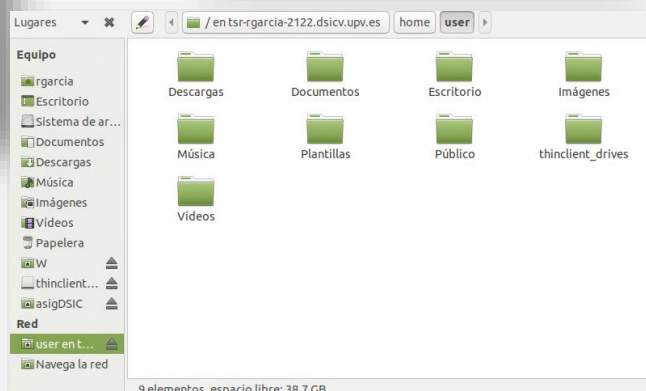 Lugares
/ en tsr-rgarcia-2122.dsicv.upv.es home user
Equipo
rgarcia
Escritorio
Sistema de ar...
Documentos
Descargas
Música
Imágenes
Vídeos
Papelera
W
thinclient...
asigDSIC
Red
user en t...
Navega la red
Descargas Documentos Escritorio Imágenes
Música Plantillas Público thinclient_drives
Vídeos
9 elementos, espacio libre: 38,7 GB